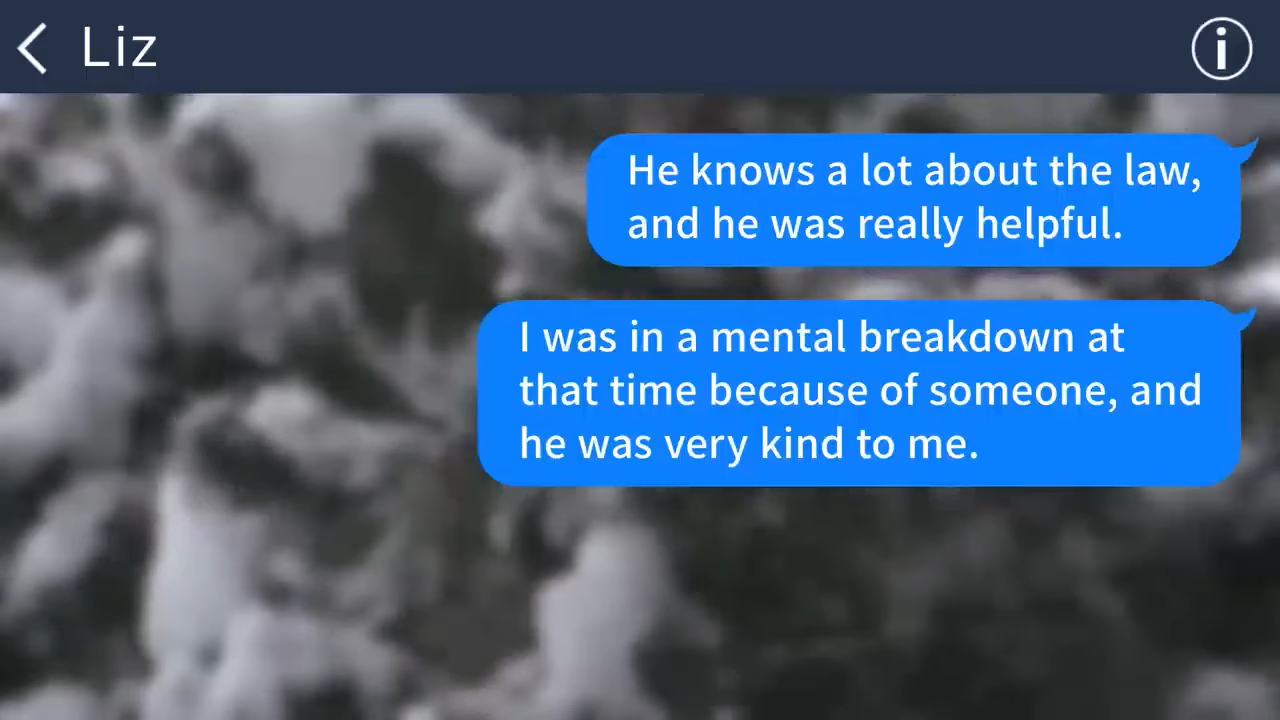 Liz
He knows a lot about the law,
and he was really helpful.
I was in a mental breakdown at
that time because of someone, and
he was very kind to me.